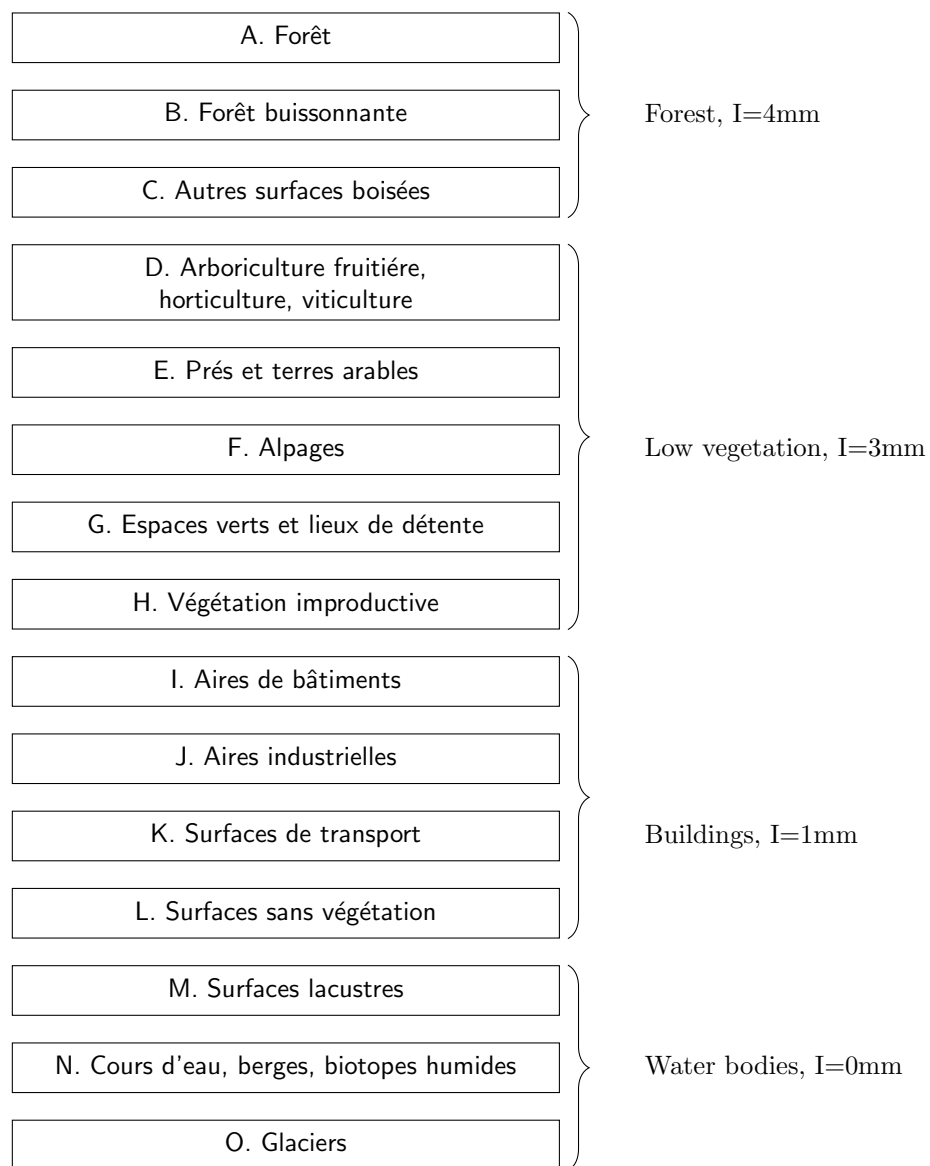 A. Forêt
B. Forêt buissonnante
Forest, I=4mm
C. Autres surfaces boisées
D. Arboriculture fruitiére,
horticulture, viticulture
E. Prés et terres arables
F. Alpages
Low vegetation, I=3mm
G. Espaces verts et lieux de détente
H. Végétation improductive
I. Aires de bâtiments
J. Aires industrielles
K. Surfaces de transport
Buildings, I=1mm
L. Surfaces sans végétation
M. Surfaces lacustres
N. Cours d'eau, berges, biotopes humides
Water bodies, I=0mm
O. Glaciers